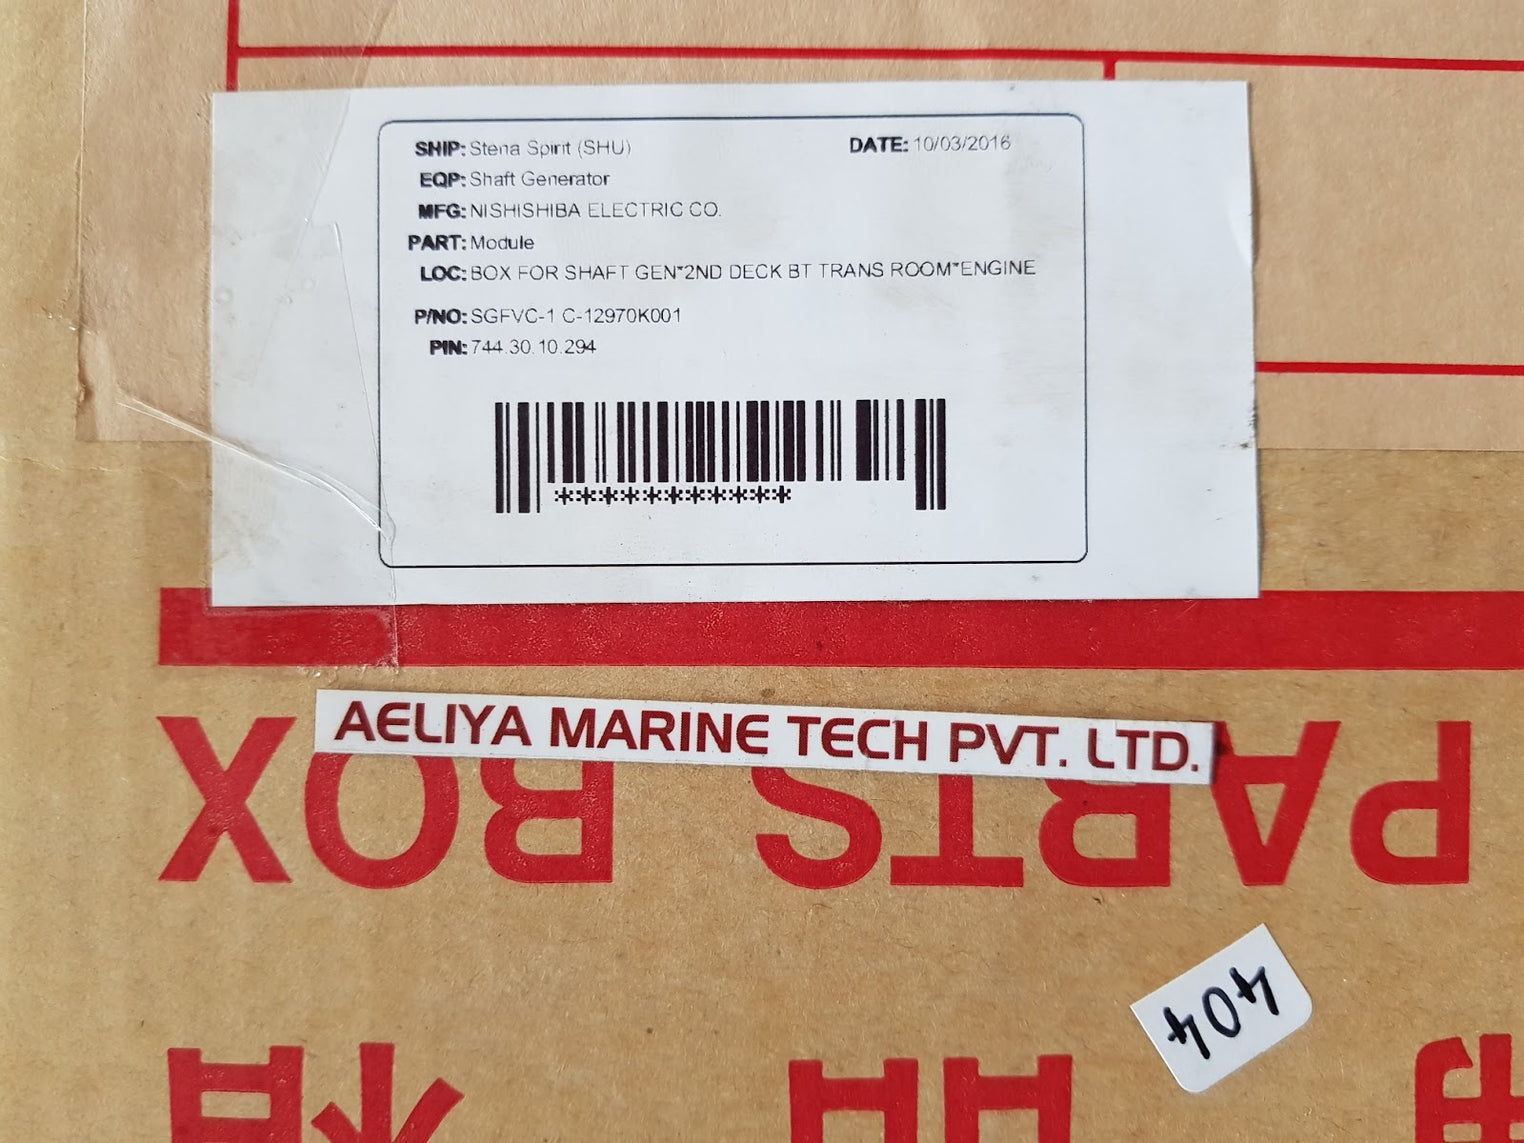 SHIP: Stena Spirit (SHU) DATE: 10/03/2016
EQP: Shaft Generator
MFG: NISHISHIBA ELECTRIC CO.
PART: Module
LOC: BOX FOR SHAFT GEN*2ND DECK BT TRANS ROOM*ENGINE
P/NO: SGFVC-1 C-12970K001
PIN: 744.30.10.294
***********
AELIYA MARINE TECH PVT. LTD.
PARTS BOX
404